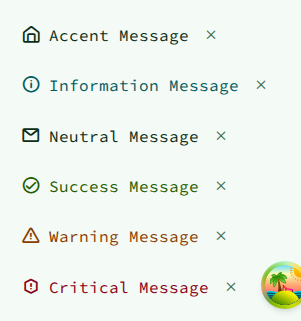 Accent Message
Information Message
Neutral Message
Success Message
Warning Message
Critical Message